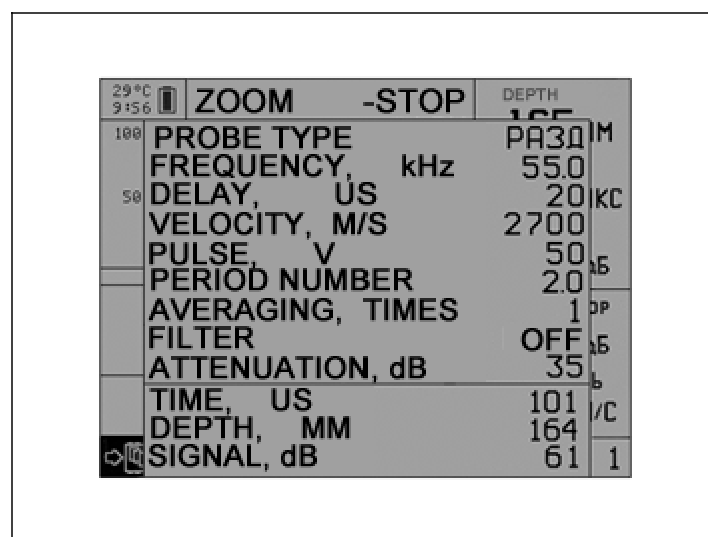 29°C
9:56
ZOOM -STOP
DEPTH
100
PROBE TYPE РАЗД
FREQUENCY, kHz 55.0
50
DELAY, US 20 МКС
VELOCITY, M/S 2700
PULSE, V 50
PERIOD NUMBER 2.0
AVERAGING, TIMES 1
FILTER OFF
ATTENUATION, dB 35
TIME, US 101
DEPTH, MM 164
SIGNAL, dB 61 1